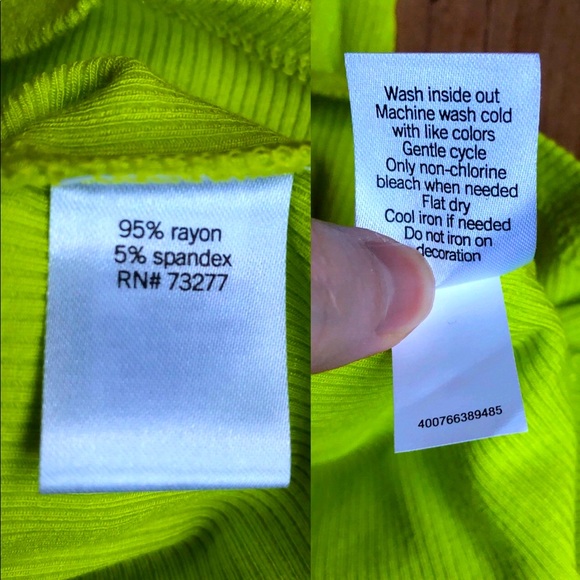 95% rayon
5% spandex
RN# 73277
Wash inside out
Machine wash cold
with like colors
Gentle cycle
Only non-chlorine
bleach when needed
Flat dry
Cool iron if needed
Do not iron on
decoration
400766389485